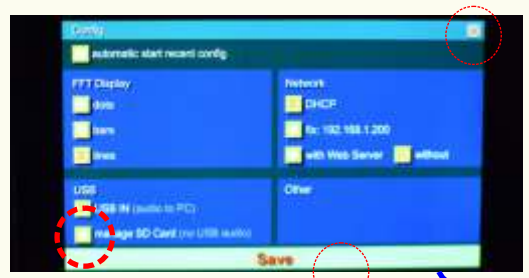 Config
automatic start recent config
FFT Display
dots
bars
lines
Network
DHCP
fix: 192.168.1.200
with Web Server without
USB
USB IN (audio to PC)
manage SD Card (no USB audio)
Other
Save